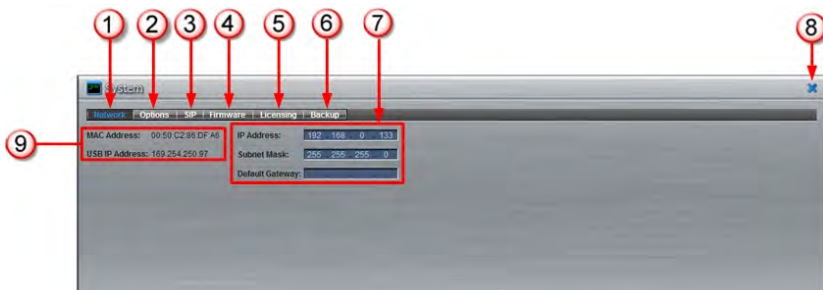 1 2 3 4 5 6 7 8
System
Network Options SIP Firmware Licensing Backup
MAC Address: 00:50:C2:86:DF:A6 IP Address: 192 168 0 133
9
USB IP Address: 169.254.250.97 Subnet Mask: 255 255 255 0
Default Gateway: